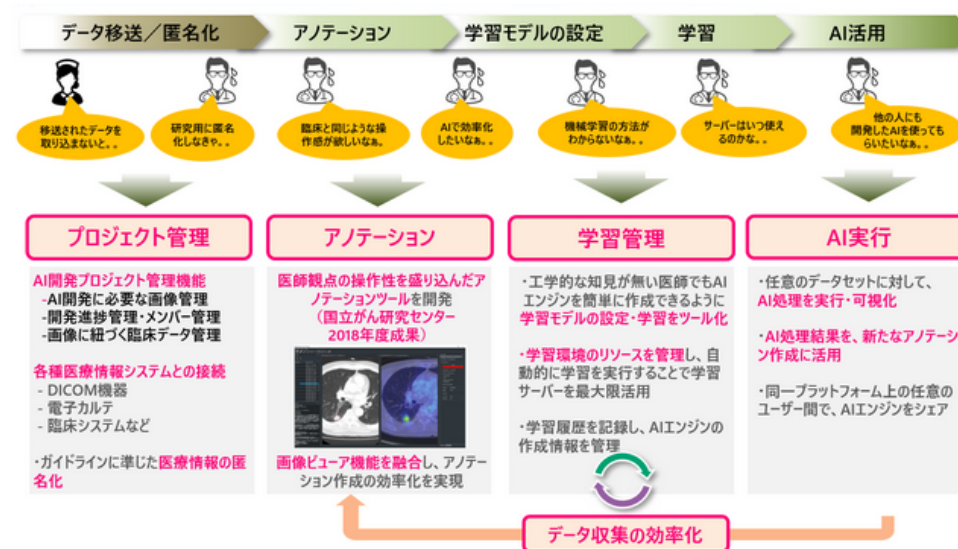 データ移送／匿名化
アノテーション
学習モデルの設定
学習
AI活用
移送されたデータを
取り込まないと。。
研究用に匿名
化しなきゃ。。
臨床と同じような操
作感が欲しいなぁ。
AIで効率化
したいなぁ。。
機械学習の方法が
わからないなぁ。。
サーバーはいつ使え
るのかな。。
他の人にも
開発したAIを使っても
らいたいなぁ。。
プロジェクト管理
AI開発プロジェクト管理機能
-AI開発に必要な画像管理
-開発進捗管理・メンバー管理
-画像に紐づく臨床データ管理
各種医療情報システムとの接続
- DICOM機器
- 電子カルテ
- 臨床システムなど
・ガイドラインに準じた医療情報の匿
名化
アノテーション
医師観点の操作性を盛り込んだア
ノテーションツールを開発
（国立がん研究センター
2018年度成果）
画像ビューア機能を融合し、アノテー
ション作成の効率化を実現
学習管理
・工学的な知見が無い医師でもAI
エンジンを簡単に作成できるように
学習モデルの設定・学習をツール化
・学習環境のリソースを管理し、自
動的に学習を実行することで学習
サーバーを最大限活用
・学習履歴を記録し、AIエンジンの
作成情報を管理
AI実行
・任意のデータセットに対して、
AI処理を実行・可視化
・AI処理結果を、新たなアノテーシ
ン作成に活用
・同一プラットフォーム上の任意の
ユーザー間で、AIエンジンをシェア
データ収集の効率化